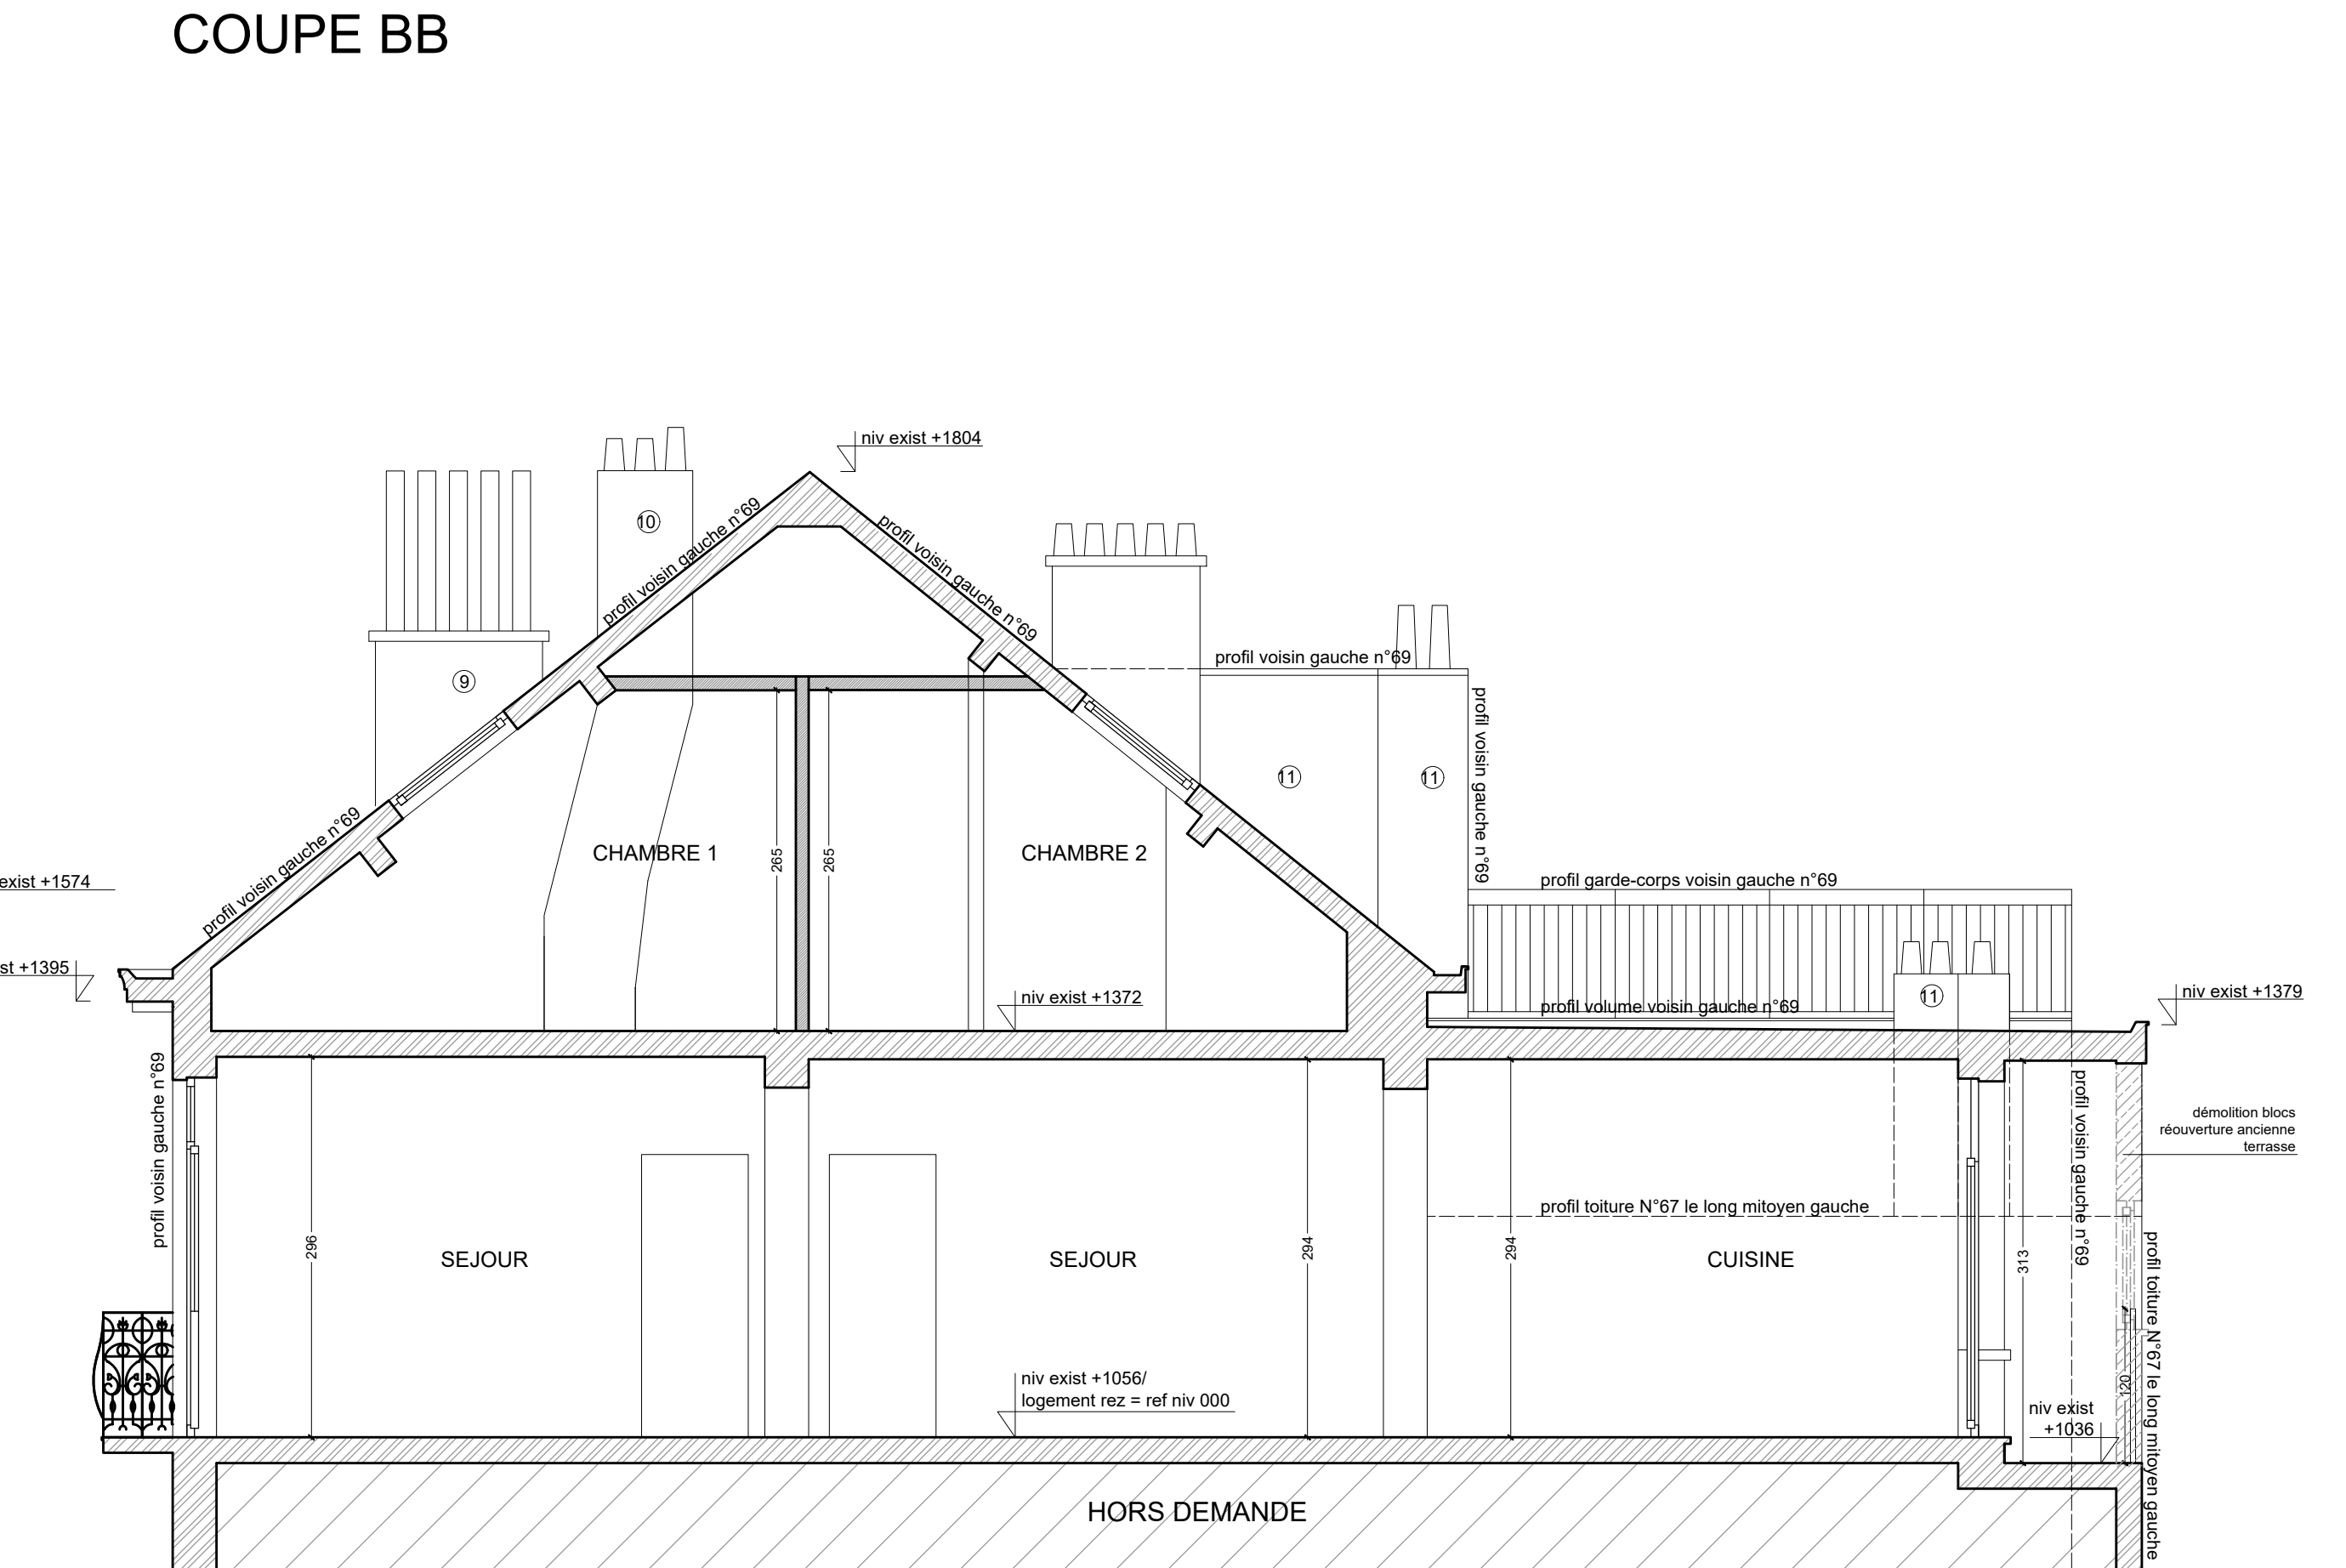 COUPE BB
niv exist +1804
10
profil voisin gauche n°69
profil voisin gauche n°69
9
profil voisin gauche n°69
profil voisin gauche n°69
11
11
CHAMBRE 1
265
265
CHAMBRE 2
profil voisin gauche n°69
exist +1574
profil garde-corps voisin gauche n°69
st +1395
niv exist +1372
profil volume voisin gauche n°69
11
niv exist +1379
profil voisin gauche n°69
profil voisin gauche n°69
démolition blocs
réouverture ancienne
terrasse
profil toiture N°67 le long mitoyen gauche
296
SEJOUR
SEJOUR
294
294
CUISINE
313
profil toiture N°67 le long mitoyen gauche
niv exist +1056/
logement rez = ref niv 000
120
niv exist
+1036
HORS DEMANDE